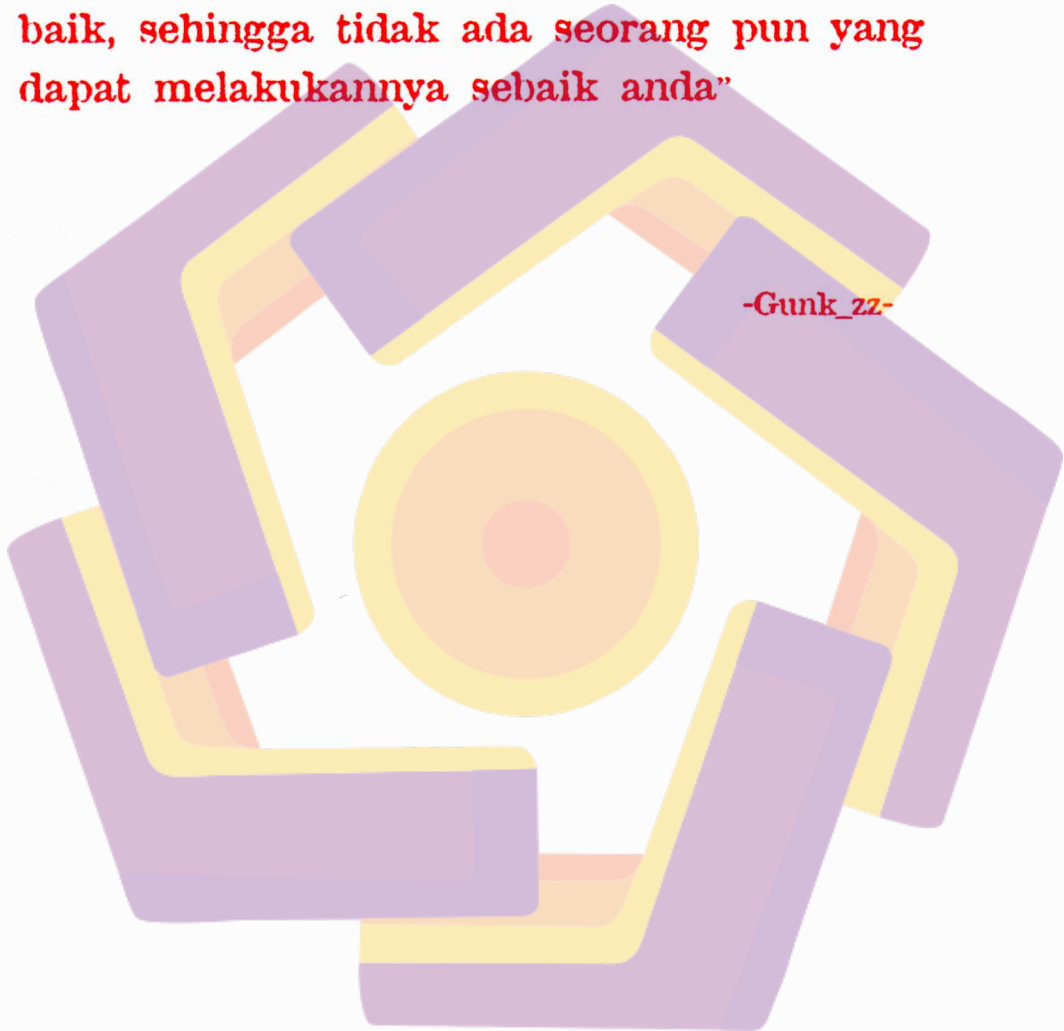 baik, sehingga tidak ada seorang pun yang
dapat melakukannya sebaik anda”
-Gunk_zz-